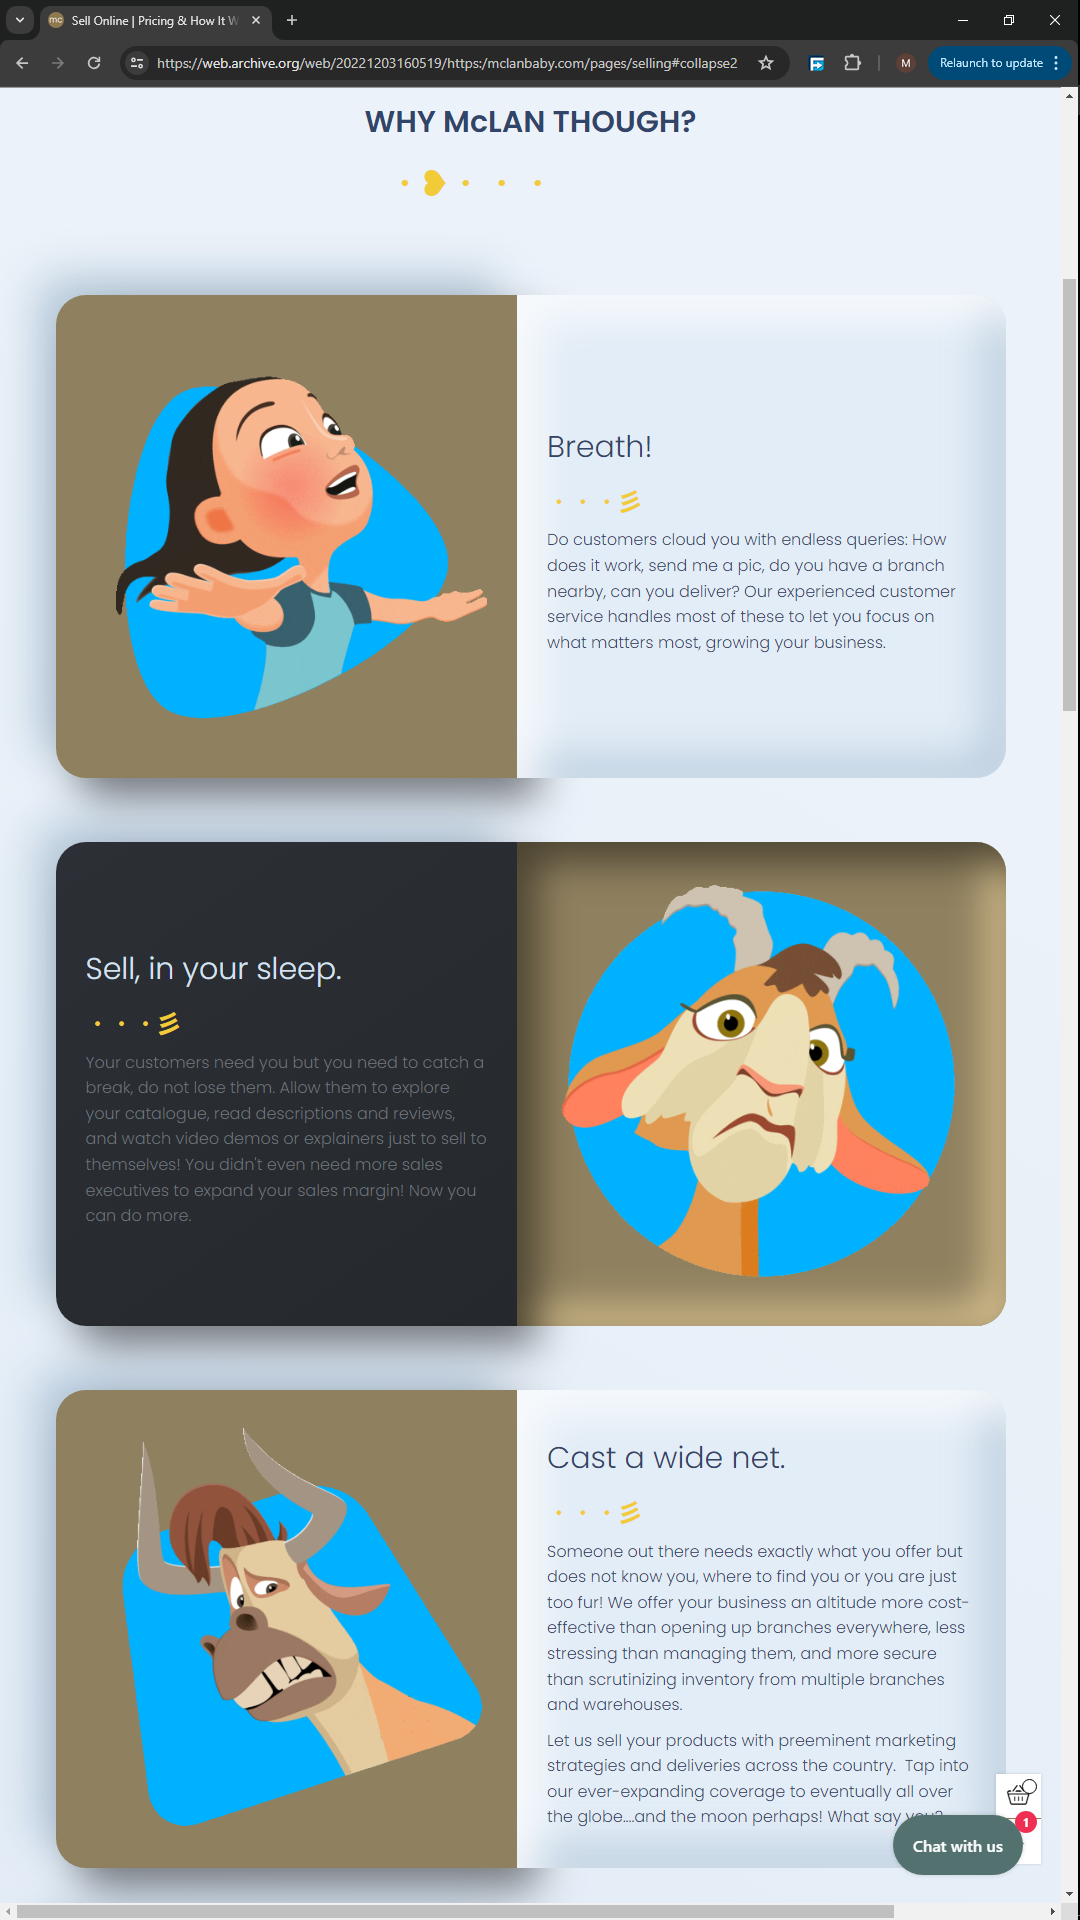 Sell Online | Pricing & How It W
https://web.archive.org/web/20221203160519/https:/mclanbaby.com/pages/selling#collapse2
M
Relaunch to update
WHY McLAN THOUGH?
Breath!
Do customers cloud you with endless queries: How
does it work, send me a pic, do you have a branch
nearby, can you deliver? Our experienced customer
service handles most of these to let you focus on
what matters most, growing your business.
Sell, in your sleep.
Your customers need you but you need to catch a
break, do not lose them. Allow them to explore
your catalogue, read descriptions and reviews,
and watch video demos or explainers just to sell to
themselves! You didn't even need more sales
executives to expand your sales margin! Now you
can do more.
Cast a wide net.
Someone out there needs exactly what you offer but
does not know you, where to find you or you are just
too fur! We offer your business an altitude more cost-
effective than opening up branches everywhere, less
stressing than managing them, and more secure
than scrutinizing inventory from multiple branches
and warehouses.
Let us sell your products with preeminent marketing
strategies and deliveries across the country. Tap into
our ever-expanding coverage to eventually all over
the globe....and the moon perhaps! What say you?
1
Chat with us